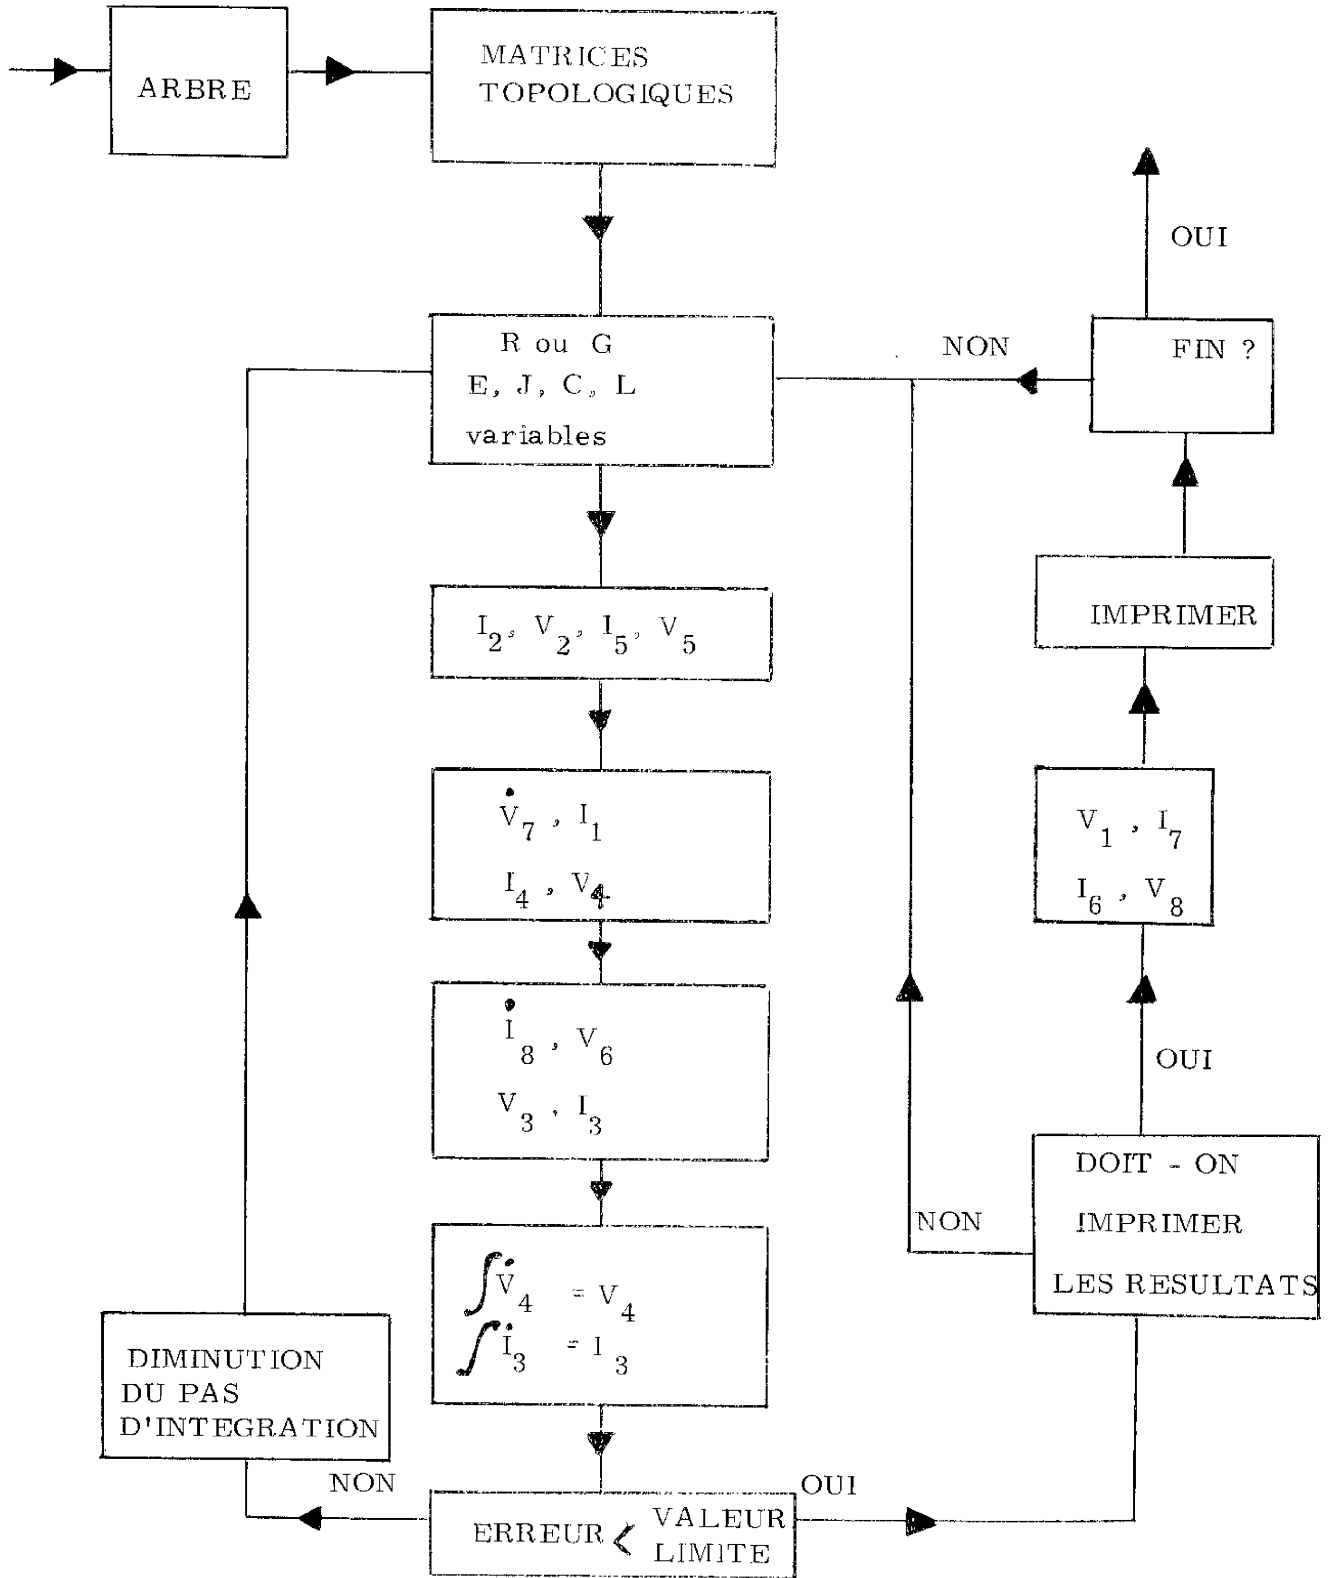 ARBRE
MATRICES
TOPOLOGIQUES
OUI
R ou G
E, J, C, L
variables
NON
FIN ?
I2, V2, I5, V5
IMPRIMER
V̇7 , I1
I4 , V4
V1 , I7
I6 , V8
İ8 , V6
V3 , I3
OUI
DOIT - ON
IMPRIMER
LES RESULTATS
NON
∫ V̇4 = V4
∫ İ3 = I3
DIMINUTION
DU PAS
D'INTEGRATION
NON
OUI
ERREUR < VALEUR
LIMITE